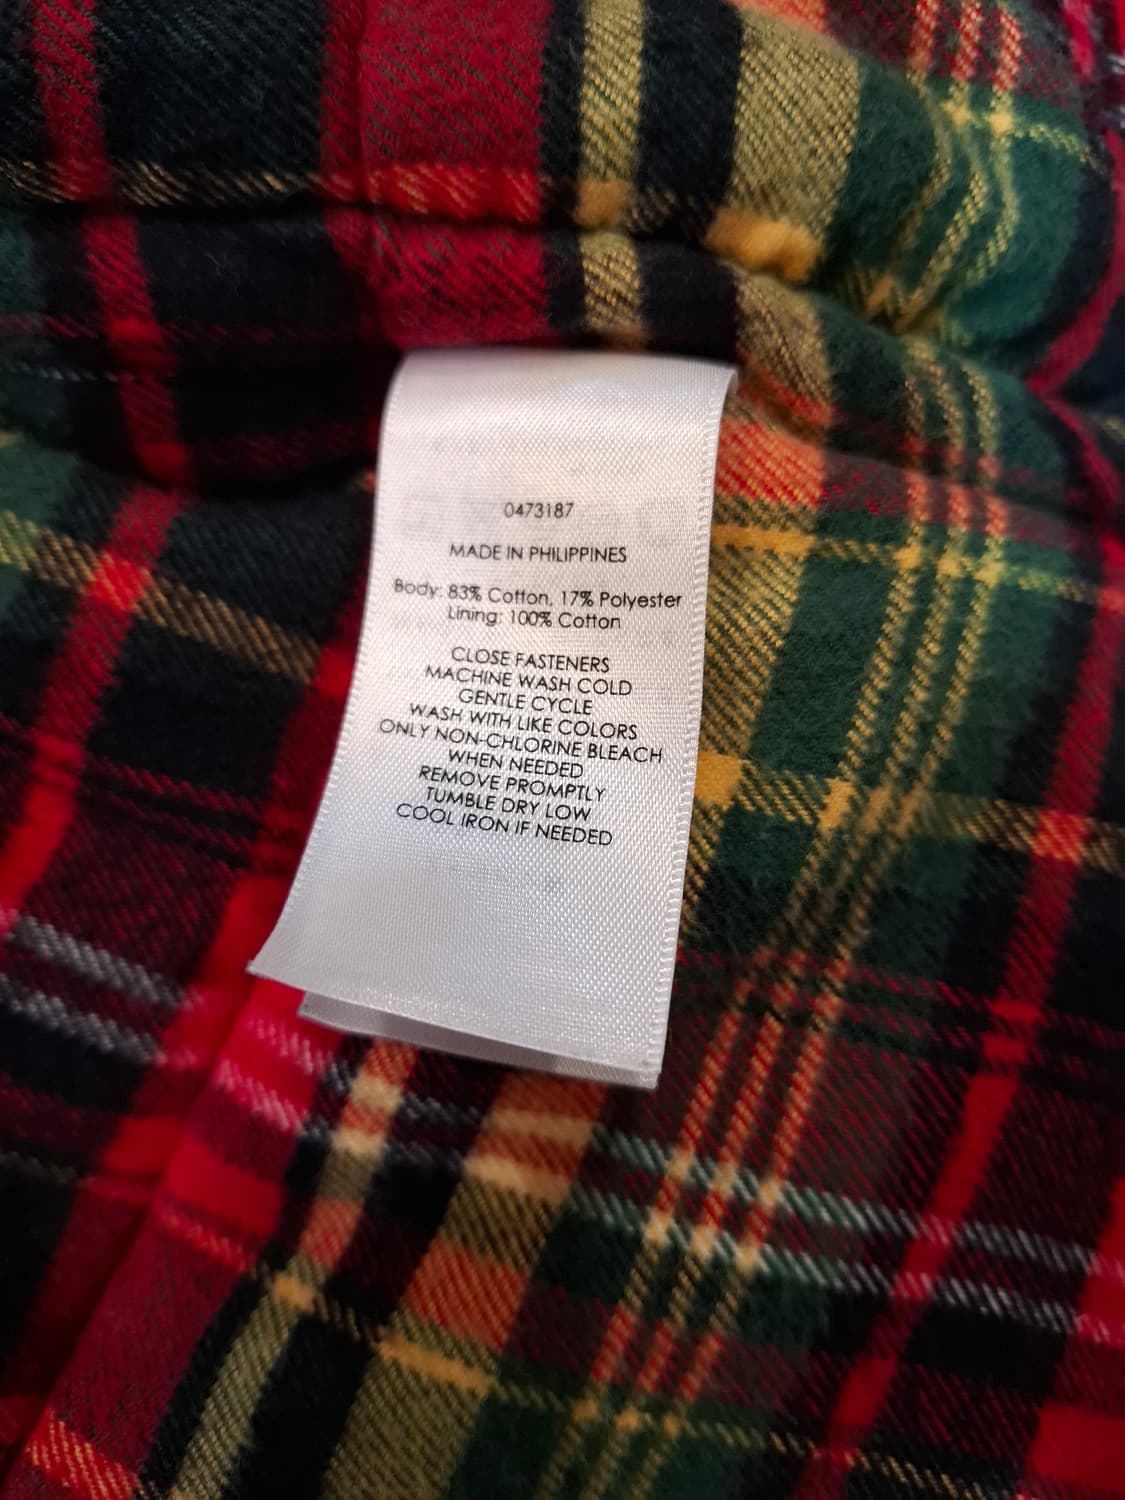 0473187
MADE IN PHILIPPINES
Body: 83% Cotton, 17% Polyester
Lining: 100% Cotton
CLOSE FASTENERS
MACHINE WASH COLD
GENTLE CYCLE
WASH WITH LIKE COLORS
ONLY NON-CHLORINE BLEACH
WHEN NEEDED
REMOVE PROMPTLY
TUMBLE DRY LOW
COOL IRON IF NEEDED